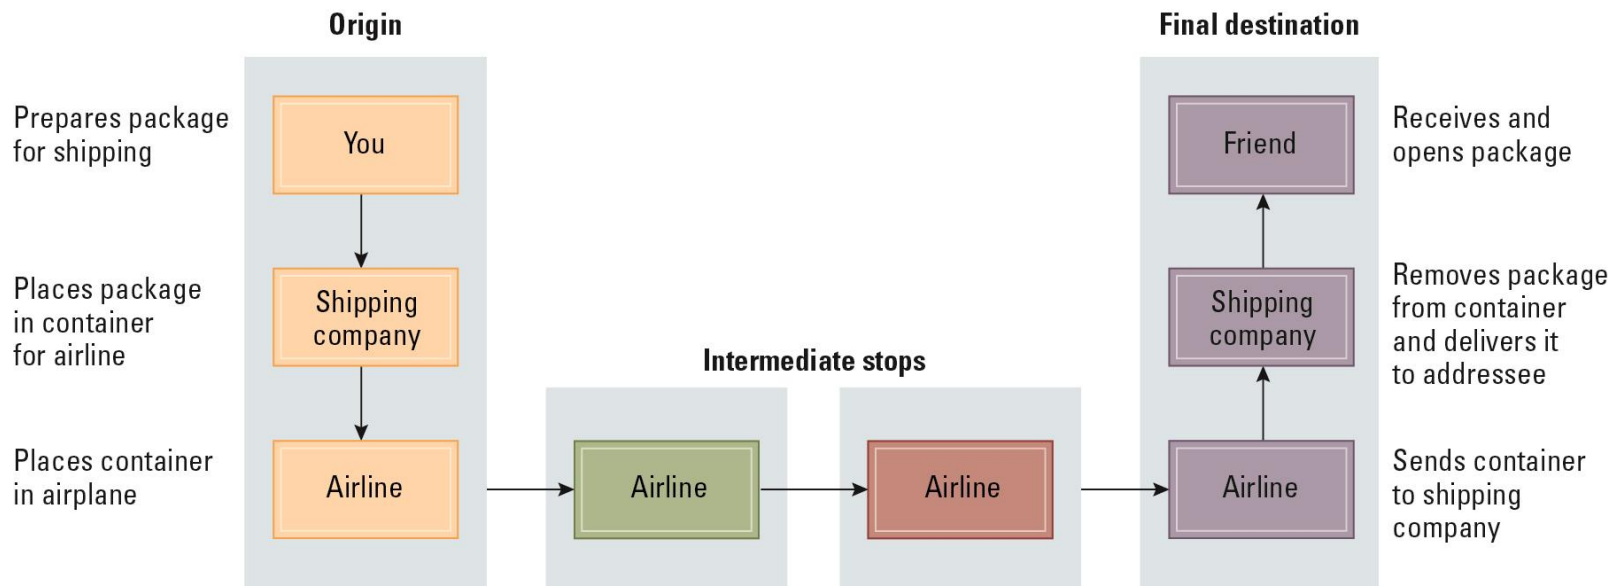 Origin
Final destination
Prepares package
for shipping
You
Friend
Receives and
opens package
Places package
in container
for airline
Shipping
company
Shipping
company
Removes package
from container
and delivers it
to addressee
Intermediate stops
Places container
in airplane
Airline
Airline
Airline
Airline
Sends container
to shipping
company